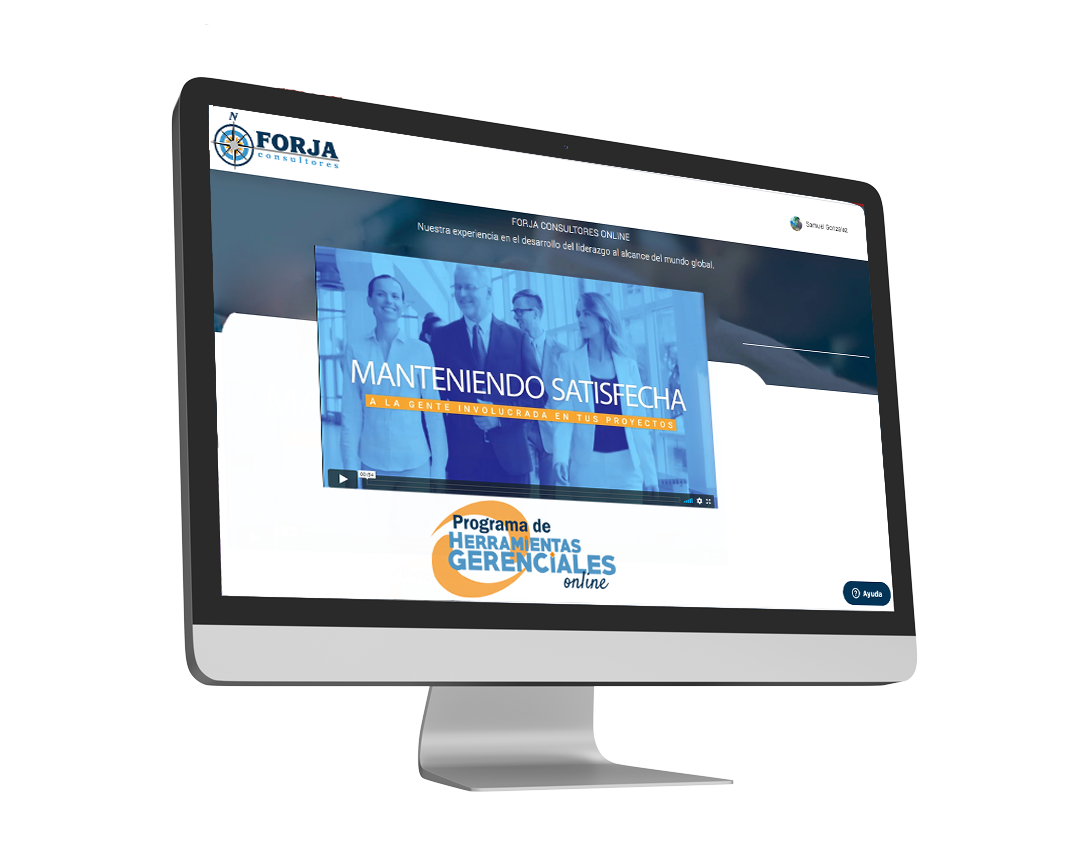 N
FORJA
consultores
Samuel Gonzalez
FORJA CONSULTORES ONLINE
Nuestra experiencia en el desarrollo del liderazgo al alcance del mundo global.
MANTENIENDO SATISFECHA
A LA GENTE INVOLUCRADA EN TUS PROYECTOS
00:54
Programa de
HERRAMIENTAS
GERENCIALES
online
Ayuda